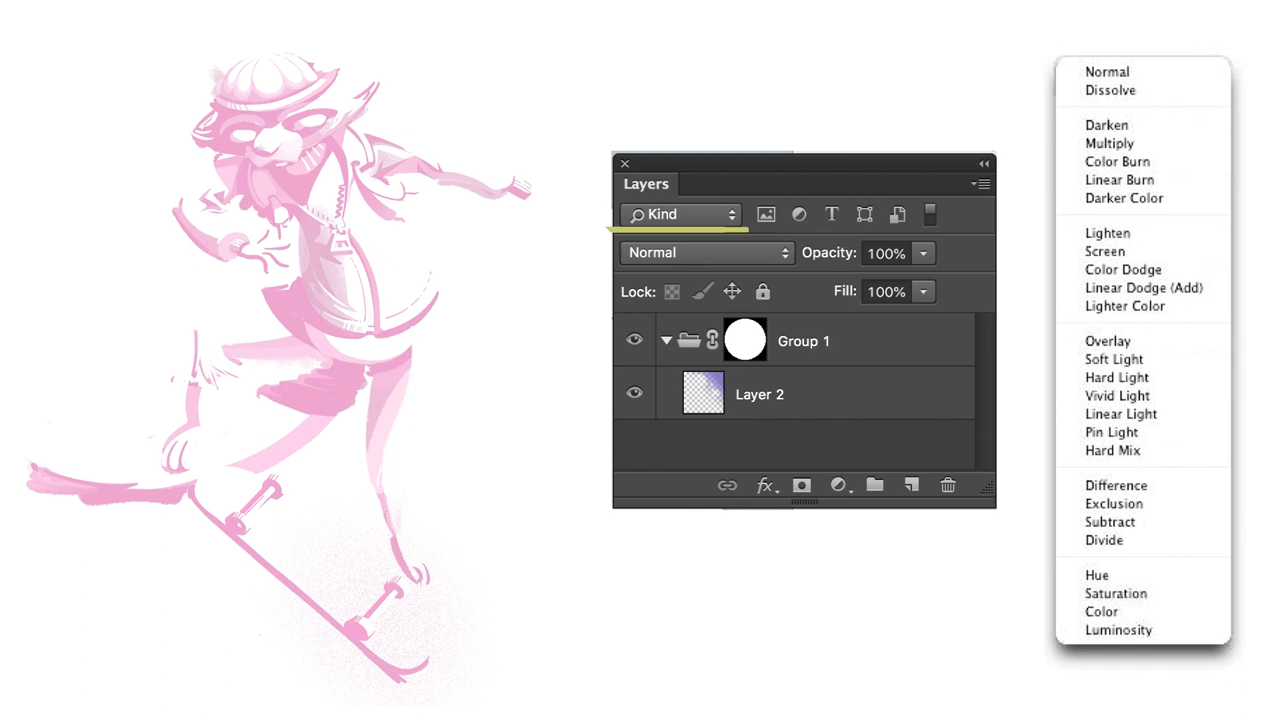 Layers
Kind
T
Normal
Opacity: 100%
Lock:
Fill: 100%
Group 1
Layer 2
fx
Normal
Dissolve
Darken
Multiply
Color Burn
Linear Burn
Darker Color
Lighten
Screen
Color Dodge
Linear Dodge (Add)
Lighter Color
Overlay
Soft Light
Hard Light
Vivid Light
Linear Light
Pin Light
Hard Mix
Difference
Exclusion
Subtract
Divide
Hue
Saturation
Color
Luminosity